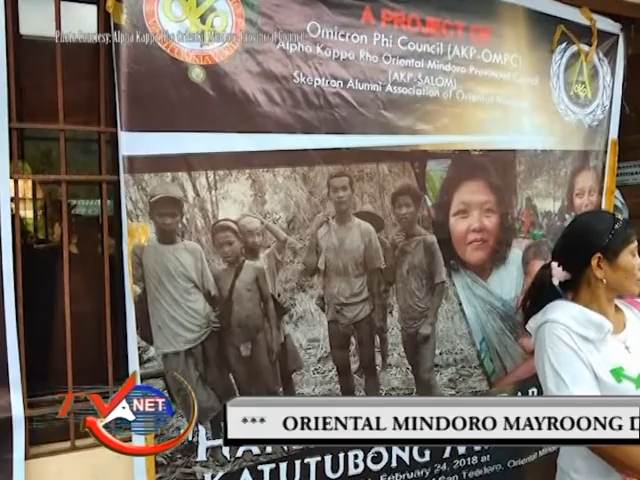 Photo Courtesy: Alpha Kappa Rho Oriental Mindoro Provincial Council
A PROJECT OF
Omicron Phi Council (AKP-OMPC)
Alpha Kappa Rho Oriental Mindoro Provincial Council
(AKP-SALOM)
Skeptron Alumni Association of Oriental
TV
NET
*** ORIENTAL MINDORO MAYROONG D
KATUTUBONG
February 24, 2018 at
San Teodoro, Oriental